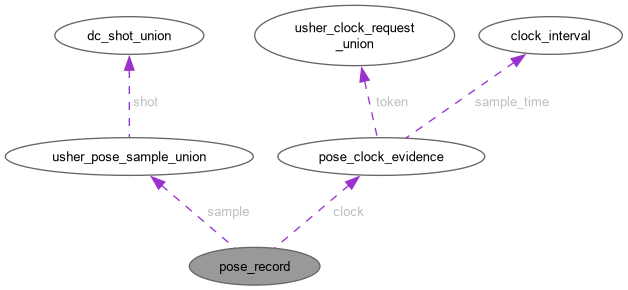 dc_shot_union
usher_clock_request
_union
clock_interval
shot
token
sample_time
usher_pose_sample_union
pose_clock_evidence
sample
clock
pose_record